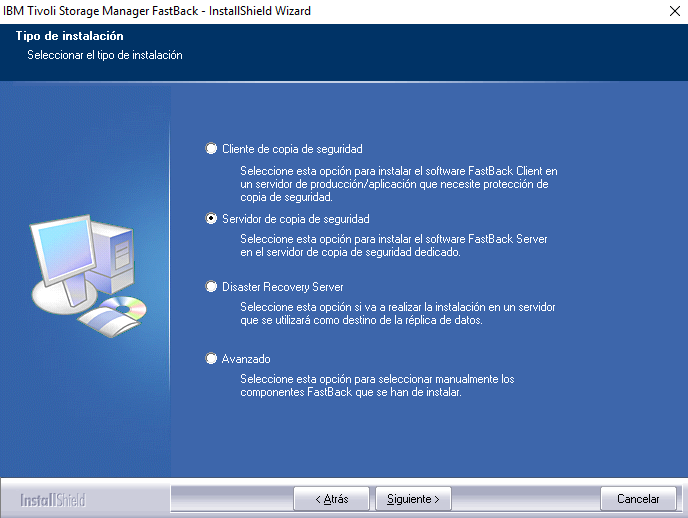 IBM Tivoli Storage Manager FastBack - InstallShield Wizard
Tipo de instalación
Seleccionar el tipo de instalación
Cliente de copia de seguridad
Seleccione esta opción para instalar el software FastBack Client en
un servidor de producción/aplicación que necesite protección de
copia de seguridad.
Servidor de copia de seguridad
Seleccione esta opción para instalar el software FastBack Server
en el servidor de copia de seguridad dedicado.
Disaster Recovery Server
Seleccione esta opción si va a realizar la instalación en un servidor
que se utilizará como destino de la réplica de datos.
Avanzado
Seleccione esta opción para seleccionar manualmente los
componentes FastBack que se han de instalar.
InstallShield
< Atrás
Siguiente >
Cancelar